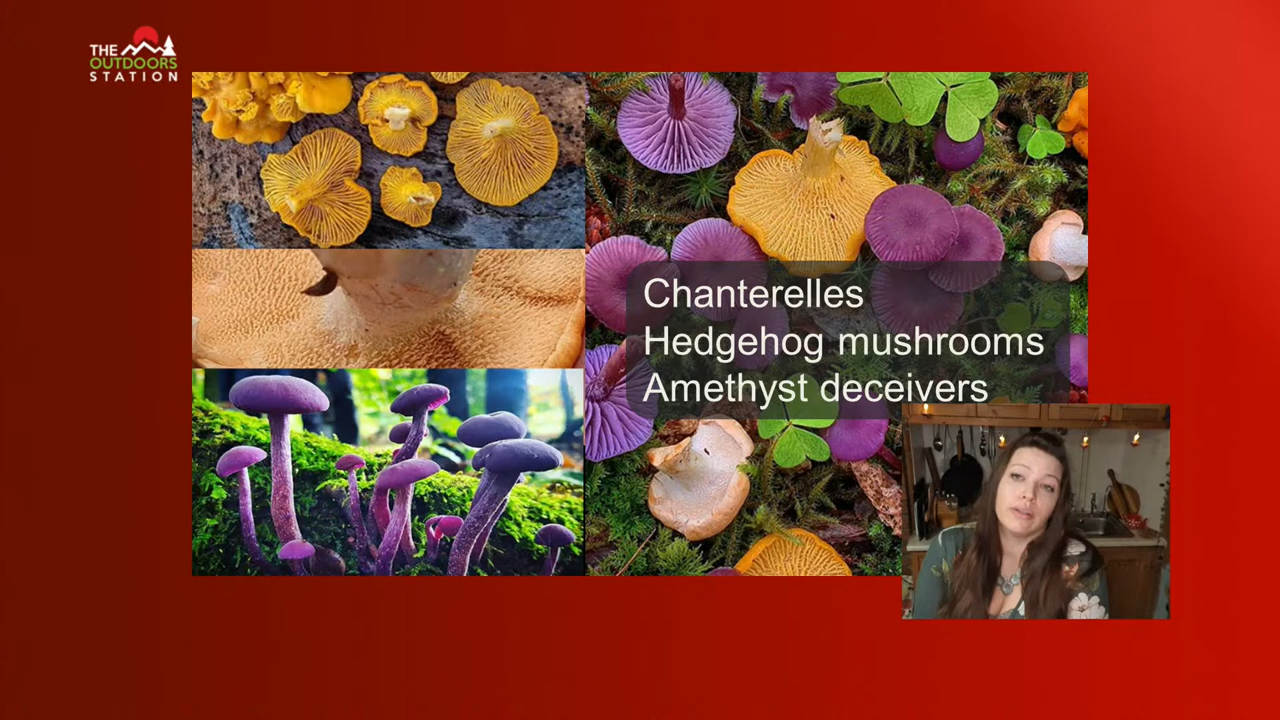 THE
OUTDOORS
STATION
Chanterelles
Hedgehog mushrooms
Amethyst deceivers